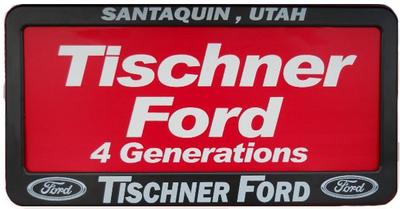 SANTAQUIN, UTAH
Tischner
Ford
4 Generations
Ford TISCHNER FORD Ford